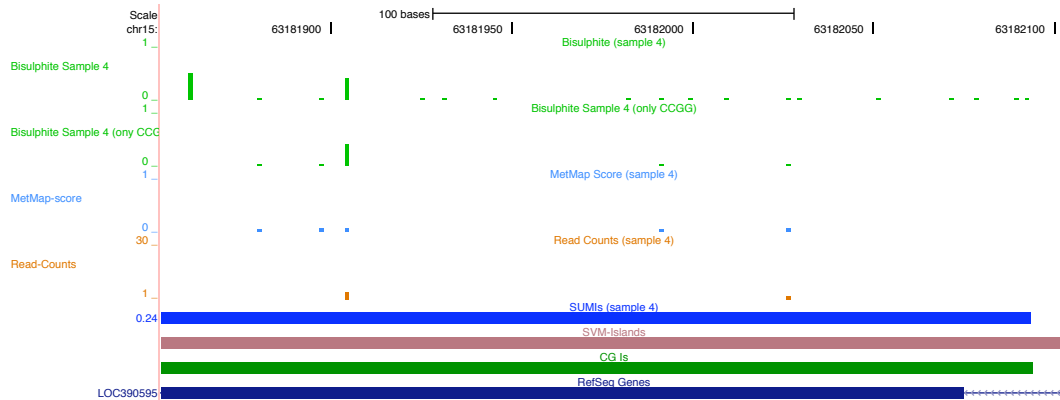 Scale 100 bases
chr15: 63181900 63181950 63182000 63182050 63182100
1 _ Bisulphite (sample 4)
Bisulphite Sample 4
0 _
1 _ Bisulphite Sample 4 (only CCGG)
Bisulphite Sample 4 (ony CCG
0 _
1 _ MetMap Score (sample 4)
MetMap-score
0 _
30 _ Read Counts (sample 4)
Read-Counts
1 _
SUMIs (sample 4)
0.24
SVM-Islands
CG Is
RefSeq Genes
LOC390595